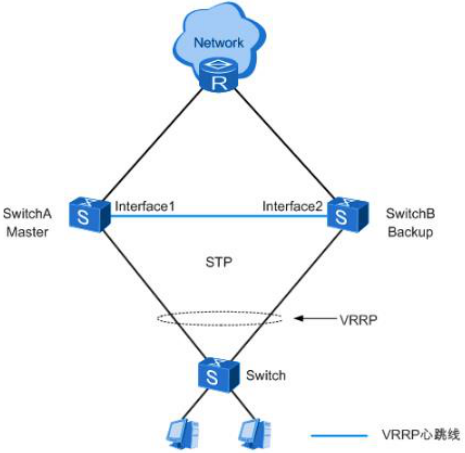 Network
R
SwitchA
Master
S
Interface1
Interface2
S
SwitchB
Backup
STP
VRRP
S
Switch
VRRP心跳线